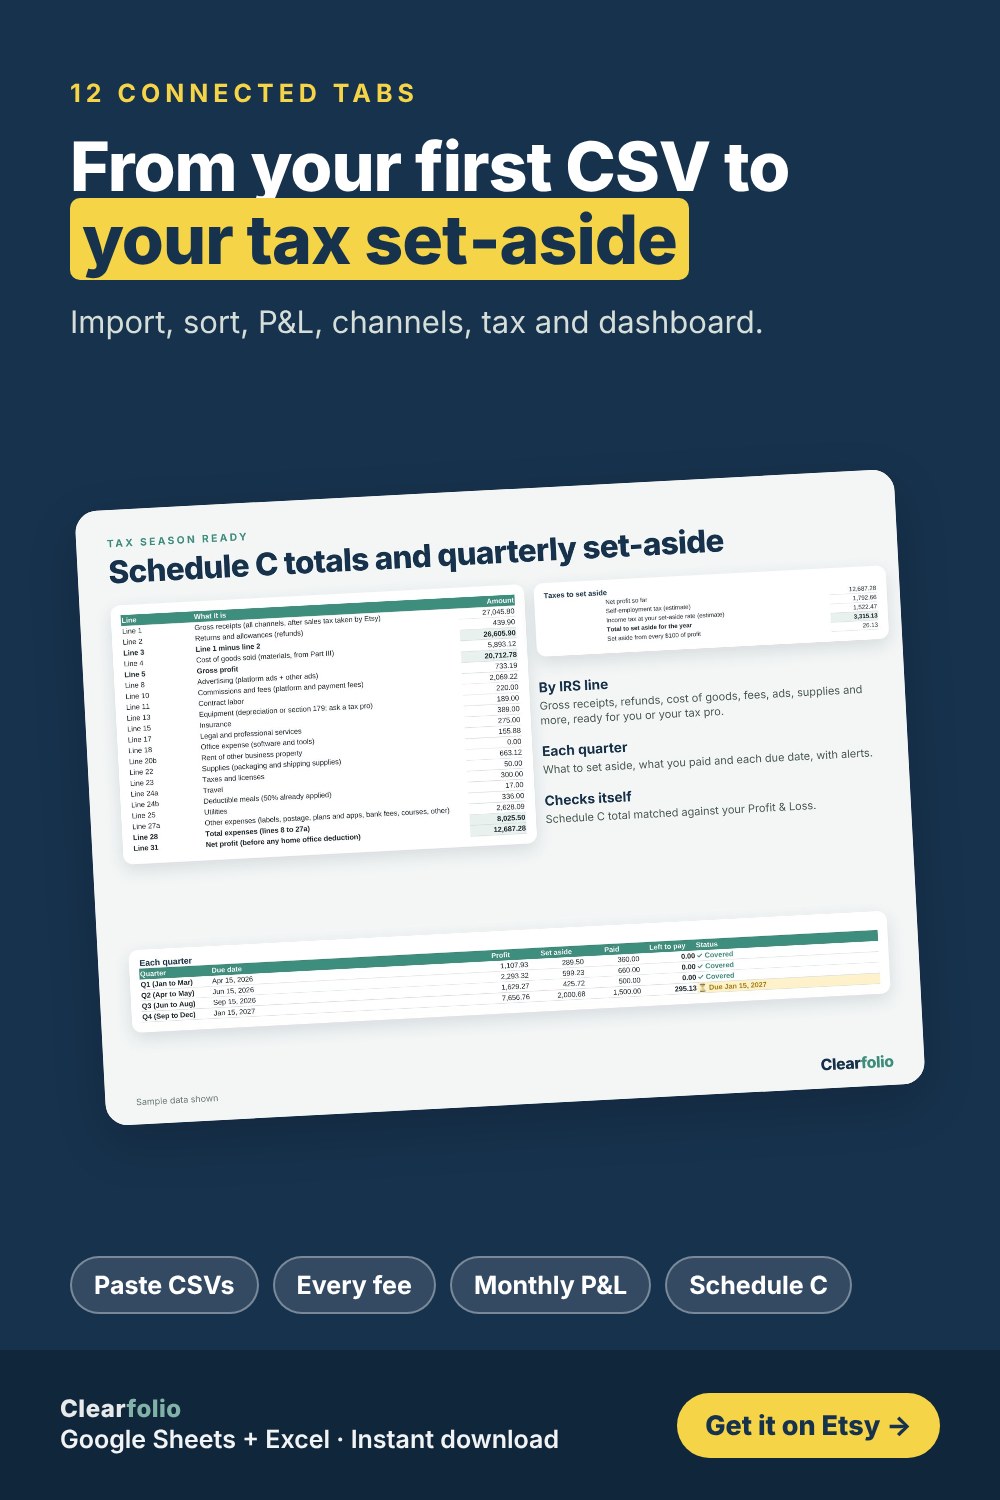 12 CONNECTED TABS
From your first CSV to
your tax set-aside
Import, sort, P&L, channels, tax and dashboard.
TAX SEASON READY
Schedule C totals and quarterly set-aside
Line What it is Amount
Line 1 Gross receipts (all channels, after sales tax taken by Etsy) 27,045.80
Line 2 Returns and allowances (refunds) 439.90
Line 3 Line 1 minus line 2 26,605.90
Line 4 Cost of goods sold (materials, from Part III) 5,893.12
Line 5 Gross profit 20,712.78
Line 8 Advertising (platform ads + other ads) 733.19
Line 10 Commissions and fees (platform and payment fees) 2,069.22
Line 11 Contract labor 220.00
Line 13 Equipment (depreciation or section 179: ask a tax pro) 189.00
Line 15 Insurance 389.00
Line 17 Legal and professional services 275.00
Line 18 Office expense (software and tools) 155.88
Line 20b Rent of other business property 0.00
Line 22 Supplies (packaging and shipping supplies) 663.12
Line 23 Taxes and licenses 50.00
Line 24a Travel 300.00
Line 24b Deductible meals (50% already applied) 17.00
Line 25 Utilities 336.00
Line 27a Other expenses (labels, postage, plans and apps, bank fees, courses, other) 2,628.09
Line 28 Total expenses (lines 8 to 27a) 8,025.50
Line 31 Net profit (before any home office deduction) 12,687.28
Taxes to set aside
Net profit so far 12,687.28
Self-employment tax (estimate) 1,792.66
Income tax at your set-aside rate (estimate) 1,522.47
Total to set aside for the year 3,315.13
Set aside from every $100 of profit 26.13
By IRS line
Gross receipts, refunds, cost of goods, fees, ads, supplies and
more, ready for you or your tax pro.
Each quarter
What to set aside, what you paid and each due date, with alerts.
Checks itself
Schedule C total matched against your Profit & Loss.
Each quarter
Quarter Due date Profit Set aside Paid Left to pay Status
Q1 (Jan to Mar) Apr 15, 2026 1,107.93 289.50 360.00 0.00 ✓ Covered
Q2 (Apr to May) Jun 15, 2026 2,293.32 599.23 660.00 0.00 ✓ Covered
Q3 (Jun to Aug) Sep 15, 2026 1,629.27 425.72 500.00 0.00 ✓ Covered
Q4 (Sep to Dec) Jan 15, 2027 7,656.76 2,000.68 1,500.00 295.13 ⏳ Due Jan 15, 2027
Clearfolio
Sample data shown
Paste CSVs
Every fee
Monthly P&L
Schedule C
Clearfolio
Google Sheets + Excel · Instant download
Get it on Etsy →